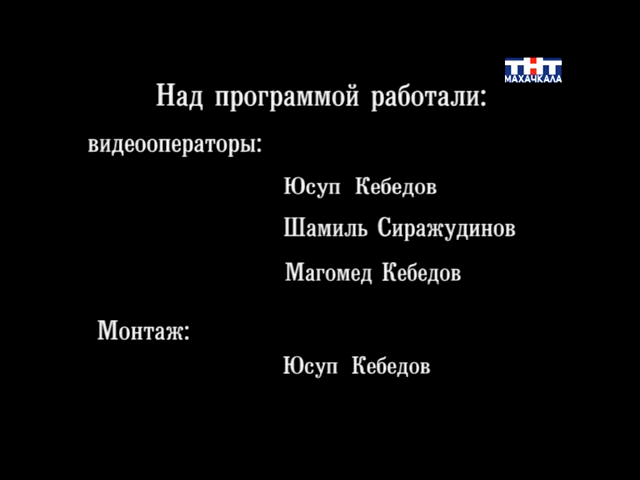 ТНТ
МАХАЧКАЛА
Над программой работали:
видеооператоры:
Юсуп Кебедов
Шамиль Сиражудинов
Магомед Кебедов
Монтаж:
Юсуп Кебедов